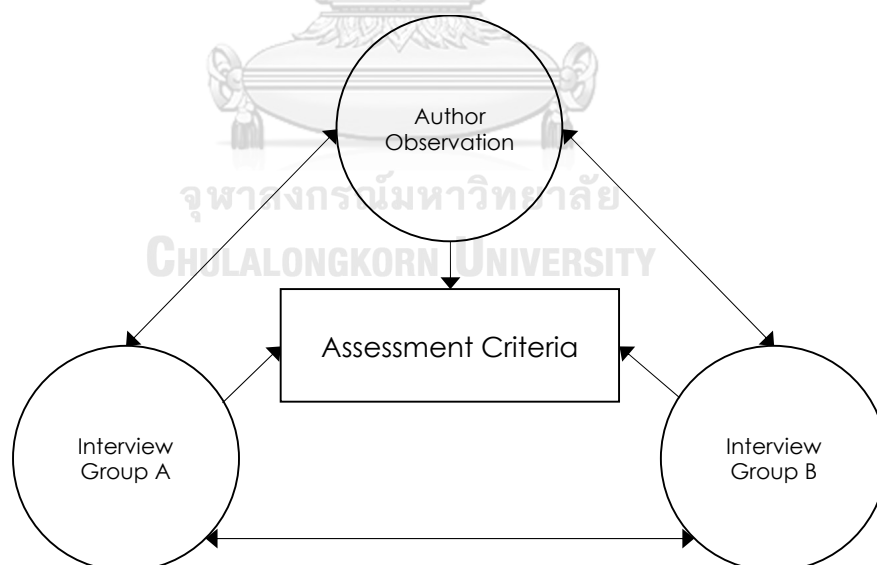 Author
Observation
จุฬาลงกรณ์มหาวิทยาลัย
CHULALONGKORN UNIVERSITY
Assessment Criteria
Interview
Group A
Interview
Group B